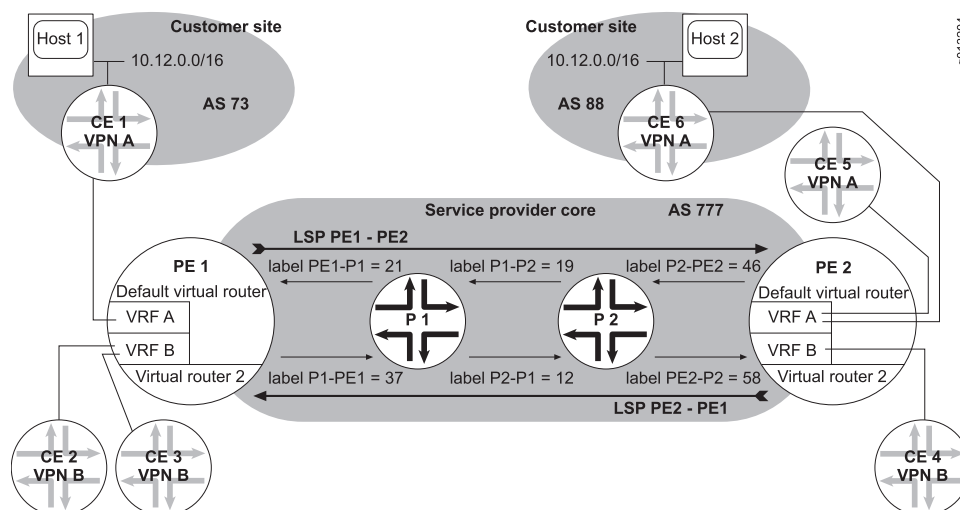 Customer site
Customer site
Host 1
Host 2
10.12.0.0/16
10.12.0.0/16
AS 73
AS 88
CE 1
VPN A
CE 6
VPN A
CE 5
VPN A
Service provider core
AS 777
LSP PE1 - PE2
PE 1
label PE1-P1 = 21
label P1-P2 = 19
label P2-PE2 = 46
PE 2
Default virtual router
Default virtual router
VRF A
P 1
P 2
VRF A
VRF B
VRF B
Virtual router 2
label P1-PE1 = 37
label P2-P1 = 12
label PE2-P2 = 58
Virtual router 2
LSP PE2 - PE1
CE 2
VPN B
CE 3
VPN B
CE 4
VPN B